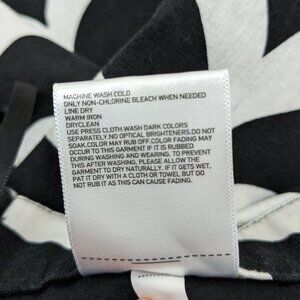 MACHINE WASH COLD
ONLY NON-CHLORINE BLEACH WHEN NEEDED
LINE DRY
WARM IRON
DRYCLEAN
USE PRESS CLOTH.WASH DARK COLORS
SEPARATELY.NO OPTICAL BRIGHTENERS.DO NOT
SOAK.COLOR MAY RUB OFF.COLOR FADING MAY
OCCUR TO THIS GARMENT IF IT IS RUBBED
DURING WASHING AND WEARING. TO PREVENT
THIS AFTER WASHING, PLEASE ALLOW THE
GARMENT TO DRY NATURALLY. IF IT GETS WET,
PAT IT DRY WITH A CLOTH OR TOWEL BUT DO
NOT RUB IT AS THIS CAN CAUSE FADING.